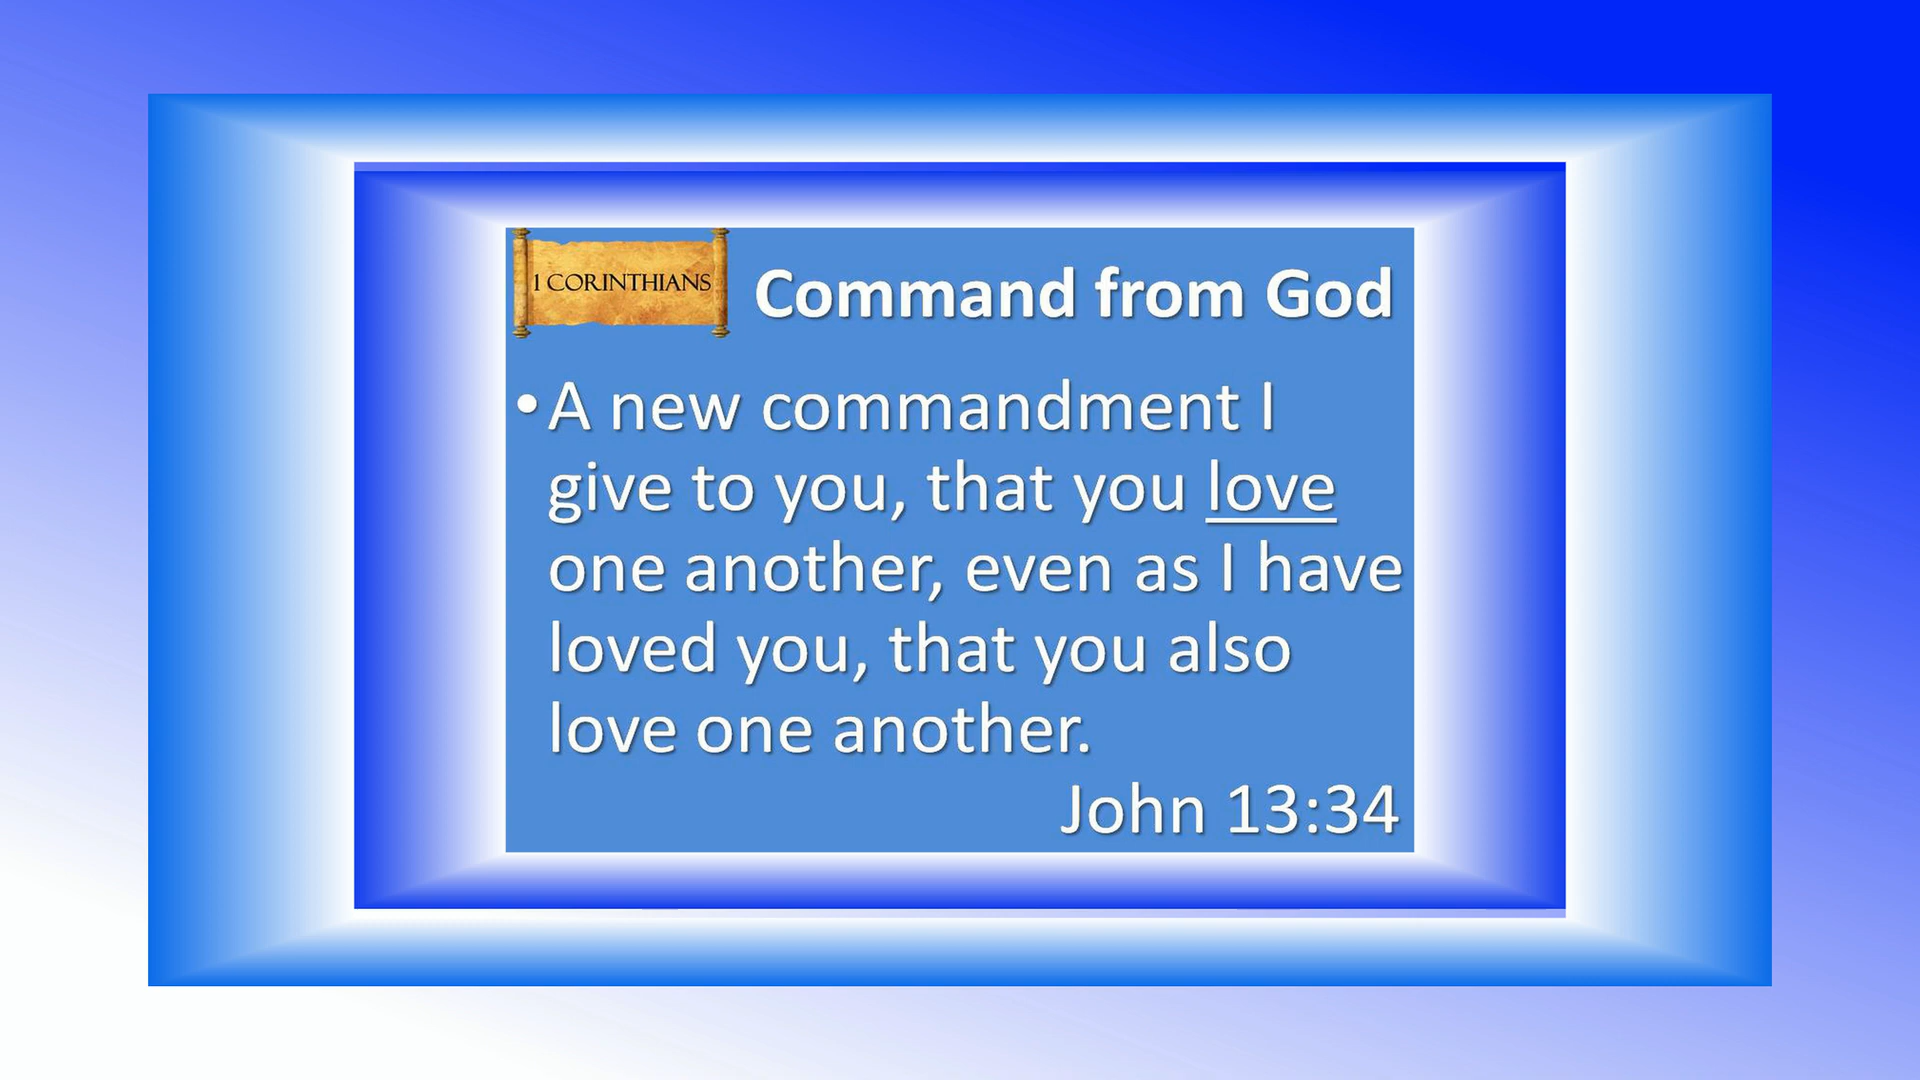 1 CORINTHIANS
Command from God
• A new commandment I
give to you, that you love
one another, even as I have
loved you, that you also
love one another.
John 13:34